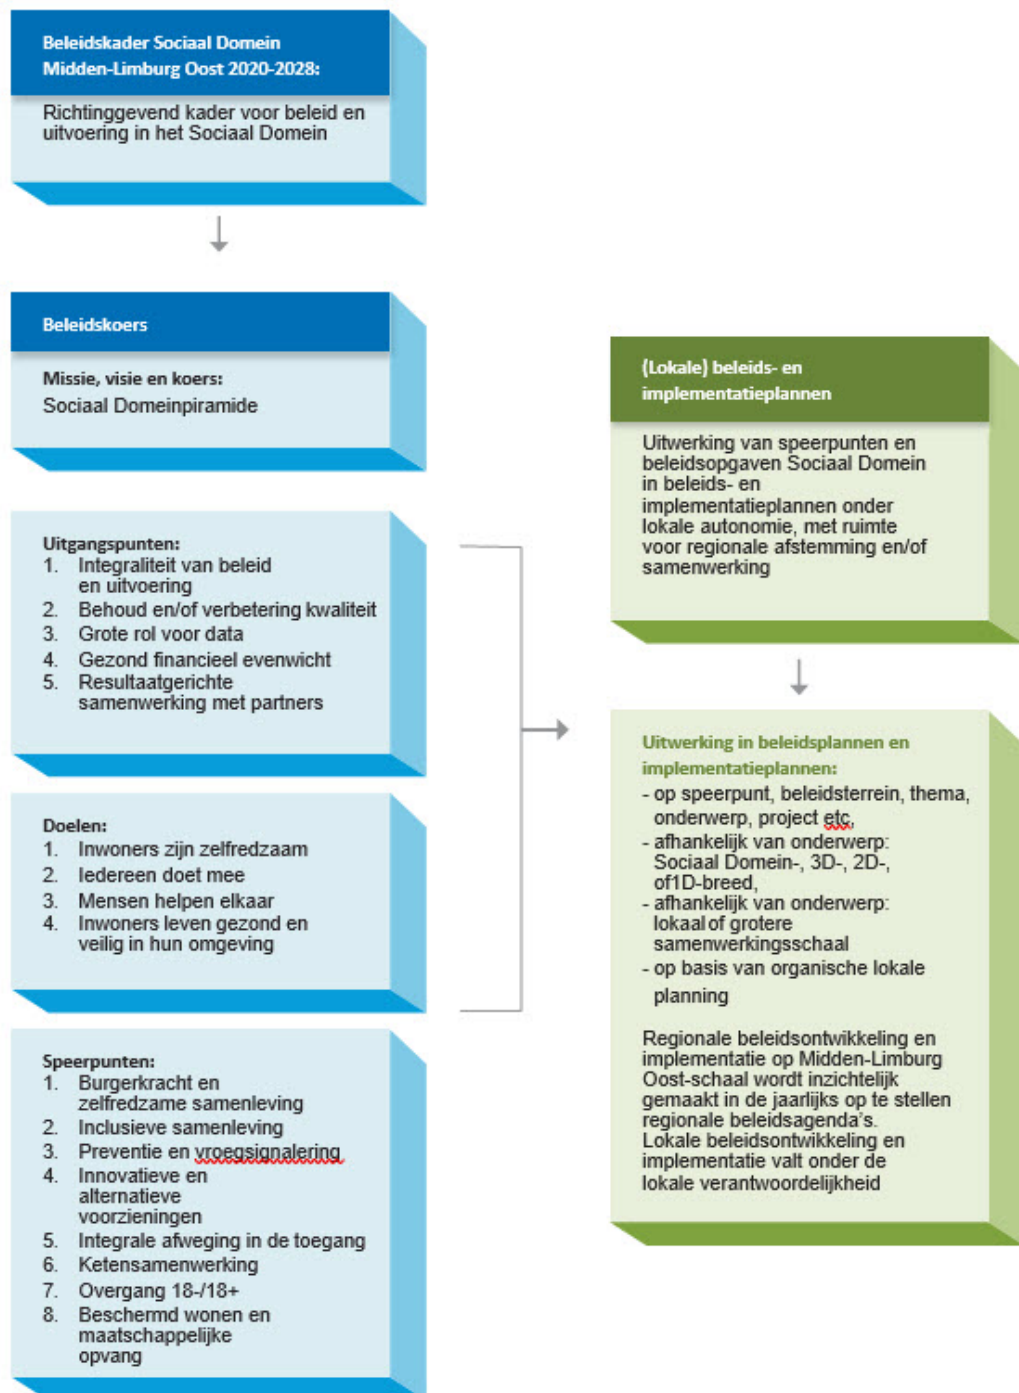 Beleidskader Sociaal Domein
Midden-Limburg Oost 2020-2028:
Richtinggevend kader voor beleid en
uitvoering in het Sociaal Domein
Beleidskoers
Missie, visie en koers:
Sociaal Domeinpiramide
Uitgangspunten:
1. Integraliteit van beleid
en uitvoering
2. Behoud en/of verbetering kwaliteit
3. Grote rol voor data
4. Gezond financieel evenwicht
5. Resultaatgerichte
samenwerking met partners
Doelen:
1. Inwoners zijn zelfredzaam
2. Iedereen doet mee
3. Mensen helpen elkaar
4. Inwoners leven gezond en
veilig in hun omgeving
Speerpunten:
1. Burgerkracht en
zelfredzame samenleving
2. Inclusieve samenleving
3. Preventie en vroegsignalering
4. Innovatieve en
alternatieve
voorzieningen
5. Integrale afweging in de toegang
6. Ketensamenwerking
7. Overgang 18-/18+
8. Beschermd wonen en
maatschappelijke
opvang
(Lokale) beleids- en
implementatieplannen
Uitwerking van speerpunten en
beleidsopgaven Sociaal Domein
in beleids- en
implementatieplannen onder
lokale autonomie, met ruimte
voor regionale afstemming en/of
samenwerking
Uitwerking in beleidsplannen en
implementatieplannen:
- op speerpunt, beleidsterrein, thema,
onderwerp, project etc,
- afhankelijk van onderwerp:
Sociaal Domein-, 3D-, 2D-,
of1D-breed,
- afhankelijk van onderwerp:
lokaal of grotere
samenwerkingsschaal
- op basis van organische lokale
planning
Regionale beleidsontwikkeling en
implementatie op Midden-Limburg
Oost-schaal wordt inzichtelijk
gemaakt in de jaarlijks op te stellen
regionale beleidsagenda's.
Lokale beleidsontwikkeling en
implementatie valt onder de
lokale verantwoordelijkheid